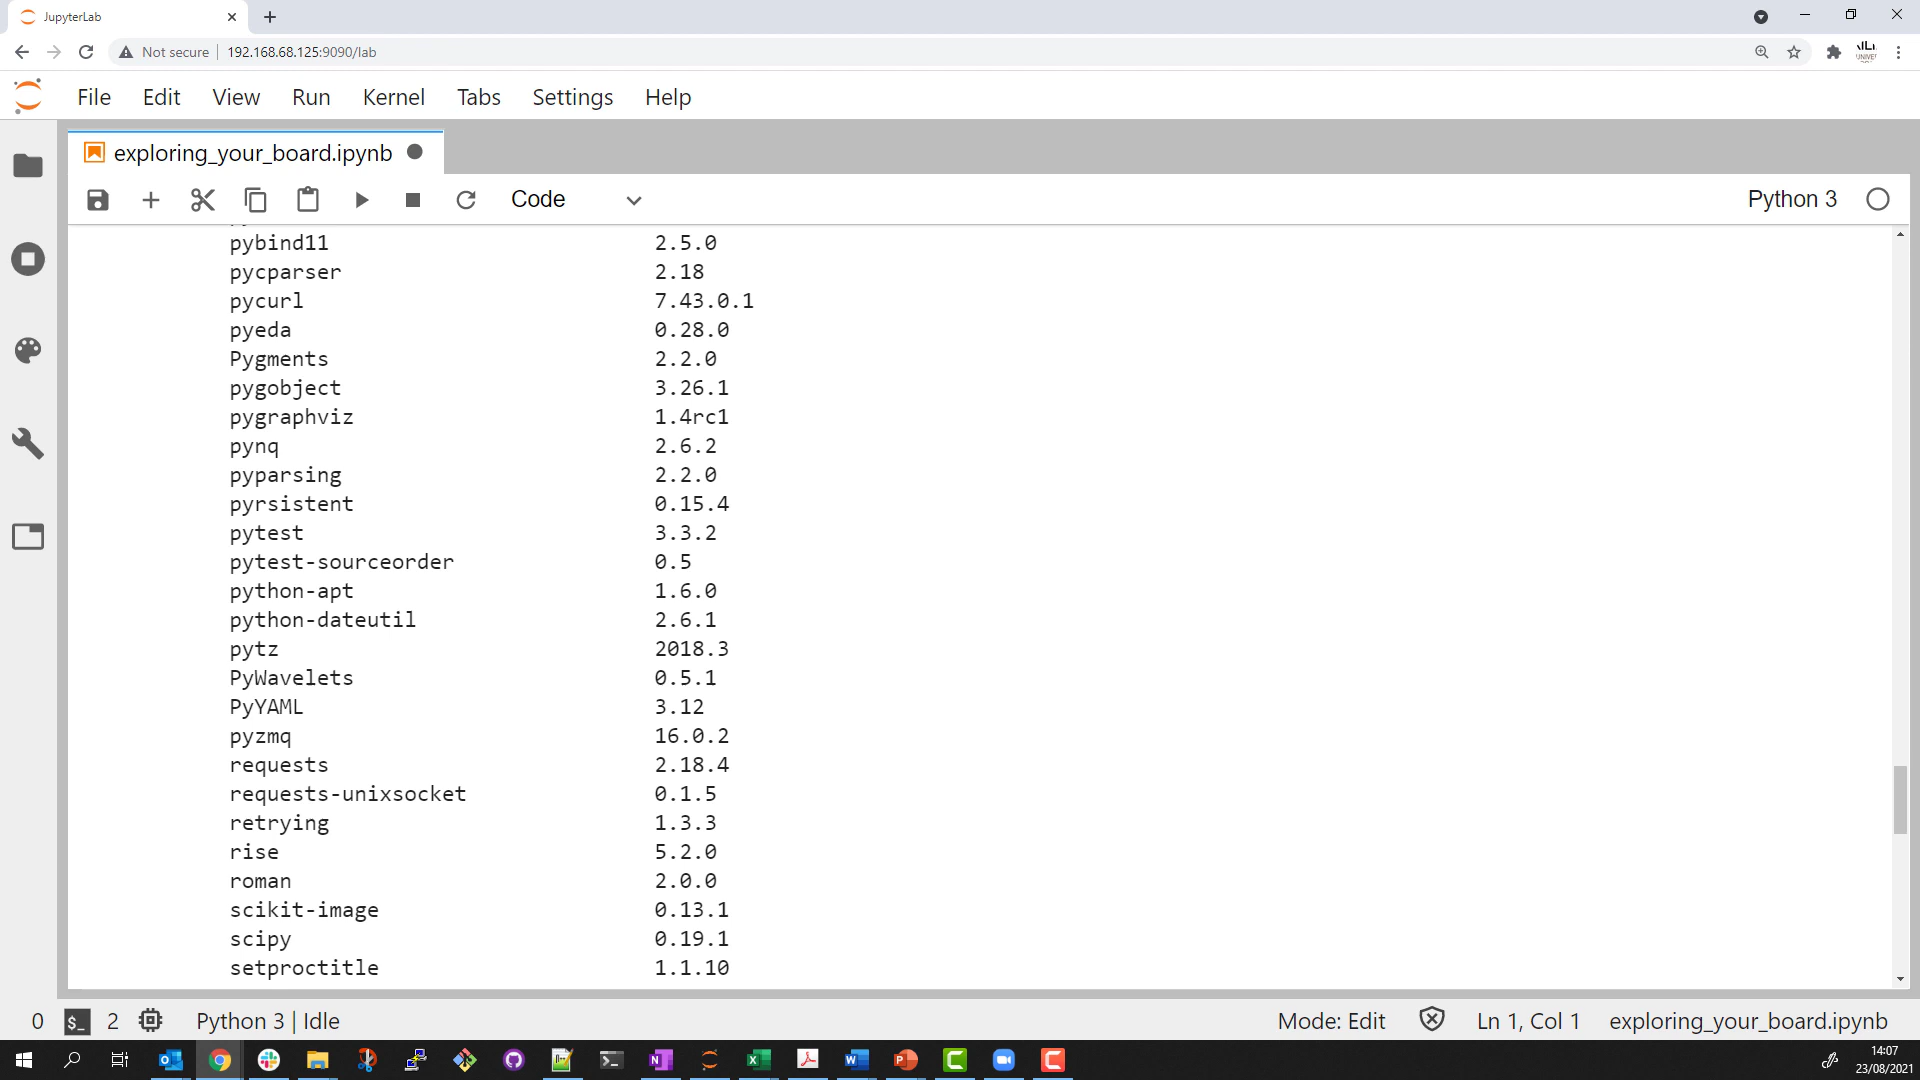 JupyterLab
Not secure 192.168.68.125:9090/lab
File Edit View Run Kernel Tabs Settings Help
exploring_your_board.ipynb
Code Python 3
pybind11 2.5.0
pycparser 2.18
pycurl 7.43.0.1
pyeda 0.28.0
Pygments 2.2.0
pygobject 3.26.1
pygraphviz 1.4rc1
pynq 2.6.2
pyparsing 2.2.0
pyrsistent 0.15.4
pytest 3.3.2
pytest-sourceorder 0.5
python-apt 1.6.0
python-dateutil 2.6.1
pytz 2018.3
PyWavelets 0.5.1
PyYAML 3.12
pyzmq 16.0.2
requests 2.18.4
requests-unixsocket 0.1.5
retrying 1.3.3
rise 5.2.0
roman 2.0.0
scikit-image 0.13.1
scipy 0.19.1
setproctitle 1.1.10
0 $_ 2 Python 3 | Idle Mode: Edit Ln 1, Col 1 exploring_your_board.ipynb
14:07
23/08/2021